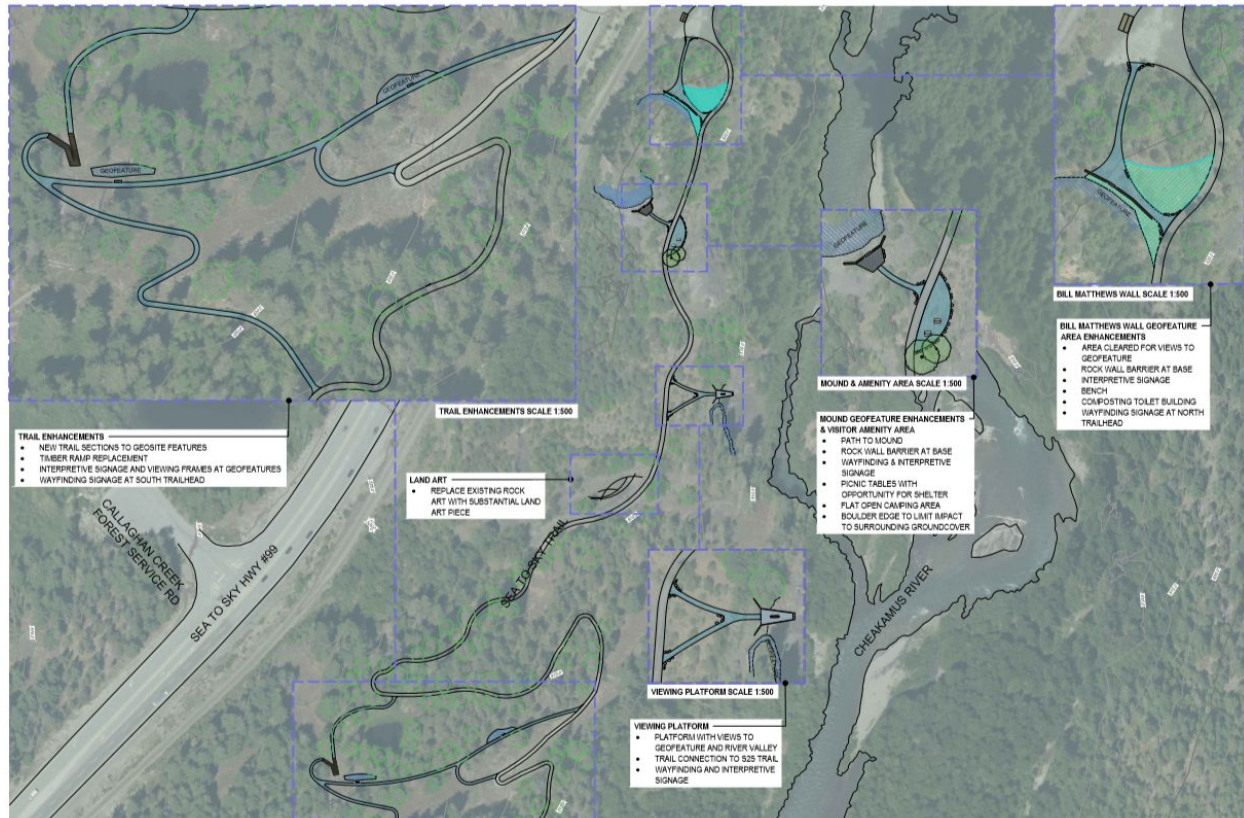 GEOFEATURE
GEOFEATURE
TRAIL ENHANCEMENTS SCALE 1:500
TRAIL ENHANCEMENTS
• NEW TRAIL SECTIONS TO GEOSITE FEATURES
• TIMBER RAMP REPLACEMENT
• INTERPRETIVE SIGNAGE AND VIEWING FRAMES AT GEOFEATURES
• WAYFINDING SIGNAGE AT SOUTH TRAILHEAD
LAND ART
• REPLACE EXISTING ROCK
ART WITH SUBSTANTIAL LAND
ART PIECE
CALLAGHAN CREEK
FOREST SERVICE RD
SEA TO SKY HWY #99
SEA TO SKY TRAIL
GEOFEATURE
MOUND & AMENITY AREA SCALE 1:500
MOUND GEOFEATURE ENHANCEMENTS
& VISITOR AMENITY AREA
• PATH TO MOUND
• ROCK WALL BARRIER AT BASE
• WAYFINDING & INTERPRETIVE
SIGNAGE
• PICNIC TABLES WITH
OPPORTUNITY FOR SHELTER
• FLAT OPEN CAMPING AREA
• BOULDER EDGE TO LIMIT IMPACT
TO SURROUNDING GROUNDCOVER
GEOFEATURE
BILL MATTHEWS WALL SCALE 1:500
BILL MATTHEWS WALL GEOFEATURE
AREA ENHANCEMENTS
• AREA CLEARED FOR VIEWS TO
GEOFEATURE
• ROCK WALL BARRIER AT BASE
• INTERPRETIVE SIGNAGE
• BENCH
• COMPOSTING TOILET BUILDING
• WAYFINDING SIGNAGE AT NORTH
TRAILHEAD
CHEAKAMUS RIVER
VIEWING PLATFORM SCALE 1:500
VIEWING PLATFORM
• PLATFORM WITH VIEWS TO
GEOFEATURE AND RIVER VALLEY
• TRAIL CONNECTION TO S2S TRAIL
• WAYFINDING AND INTERPRETIVE
SIGNAGE